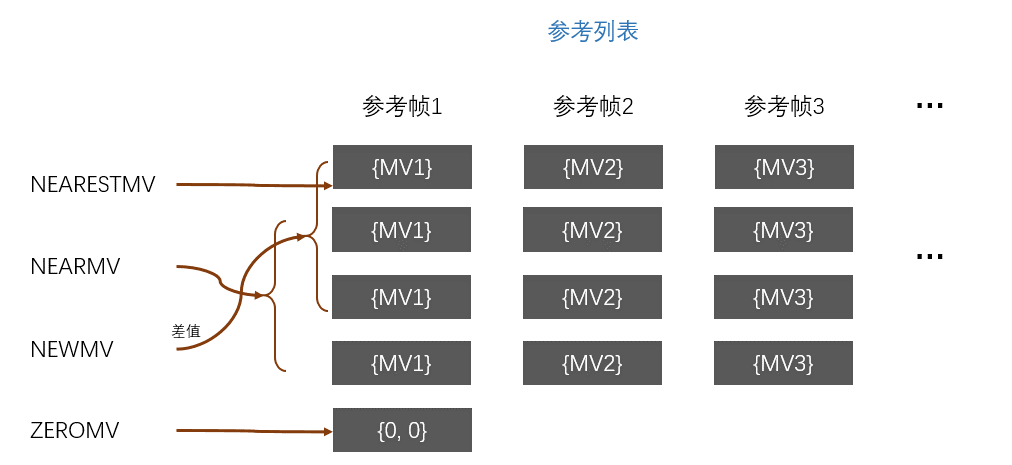 参考列表
参考帧1 参考帧2 参考帧3 ...
NEARESTMV {MV1} {MV2} {MV3}
{MV1} {MV2} {MV3} ...
NEARMV
{MV1} {MV2} {MV3}
差值
NEWMV {MV1} {MV2} {MV3}
ZEROMV {0, 0}